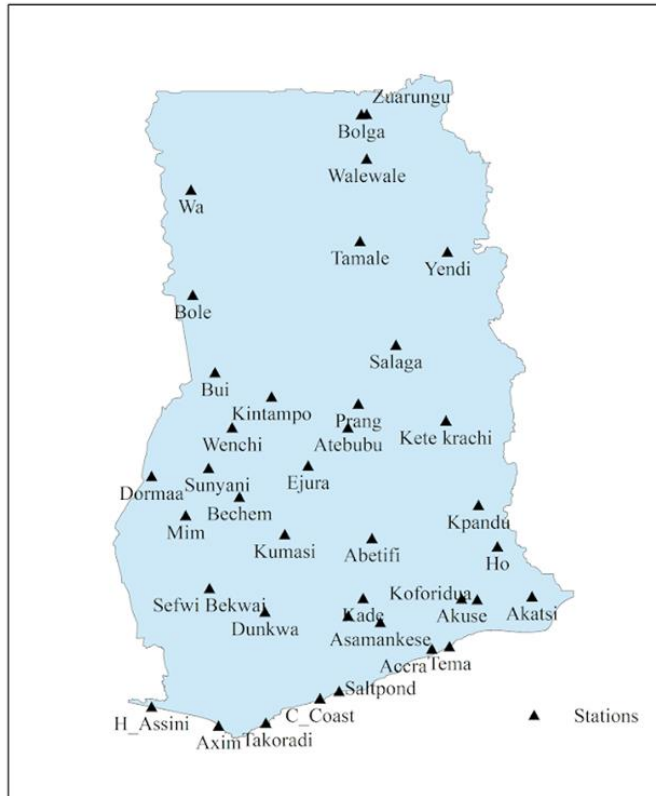 Zuarungu
Bolga
Walewale
Wa
Tamale
Yendi
Bole
Salaga
Bui
Kintampo
Prang
Wenchi
Atebubu
Kete krachi
Sunyani
Ejura
Dormaa
Bechem
Kpandu
Mim
Kumasi
Abetifi
Ho
Sefwi Bekwai
Koforidua
Kade
Akuse
Akatsi
Dunkwa
Asamankese
Accra
Tema
Saltpond
C_Coast
H_Assini
Axim
Takoradi
Stations